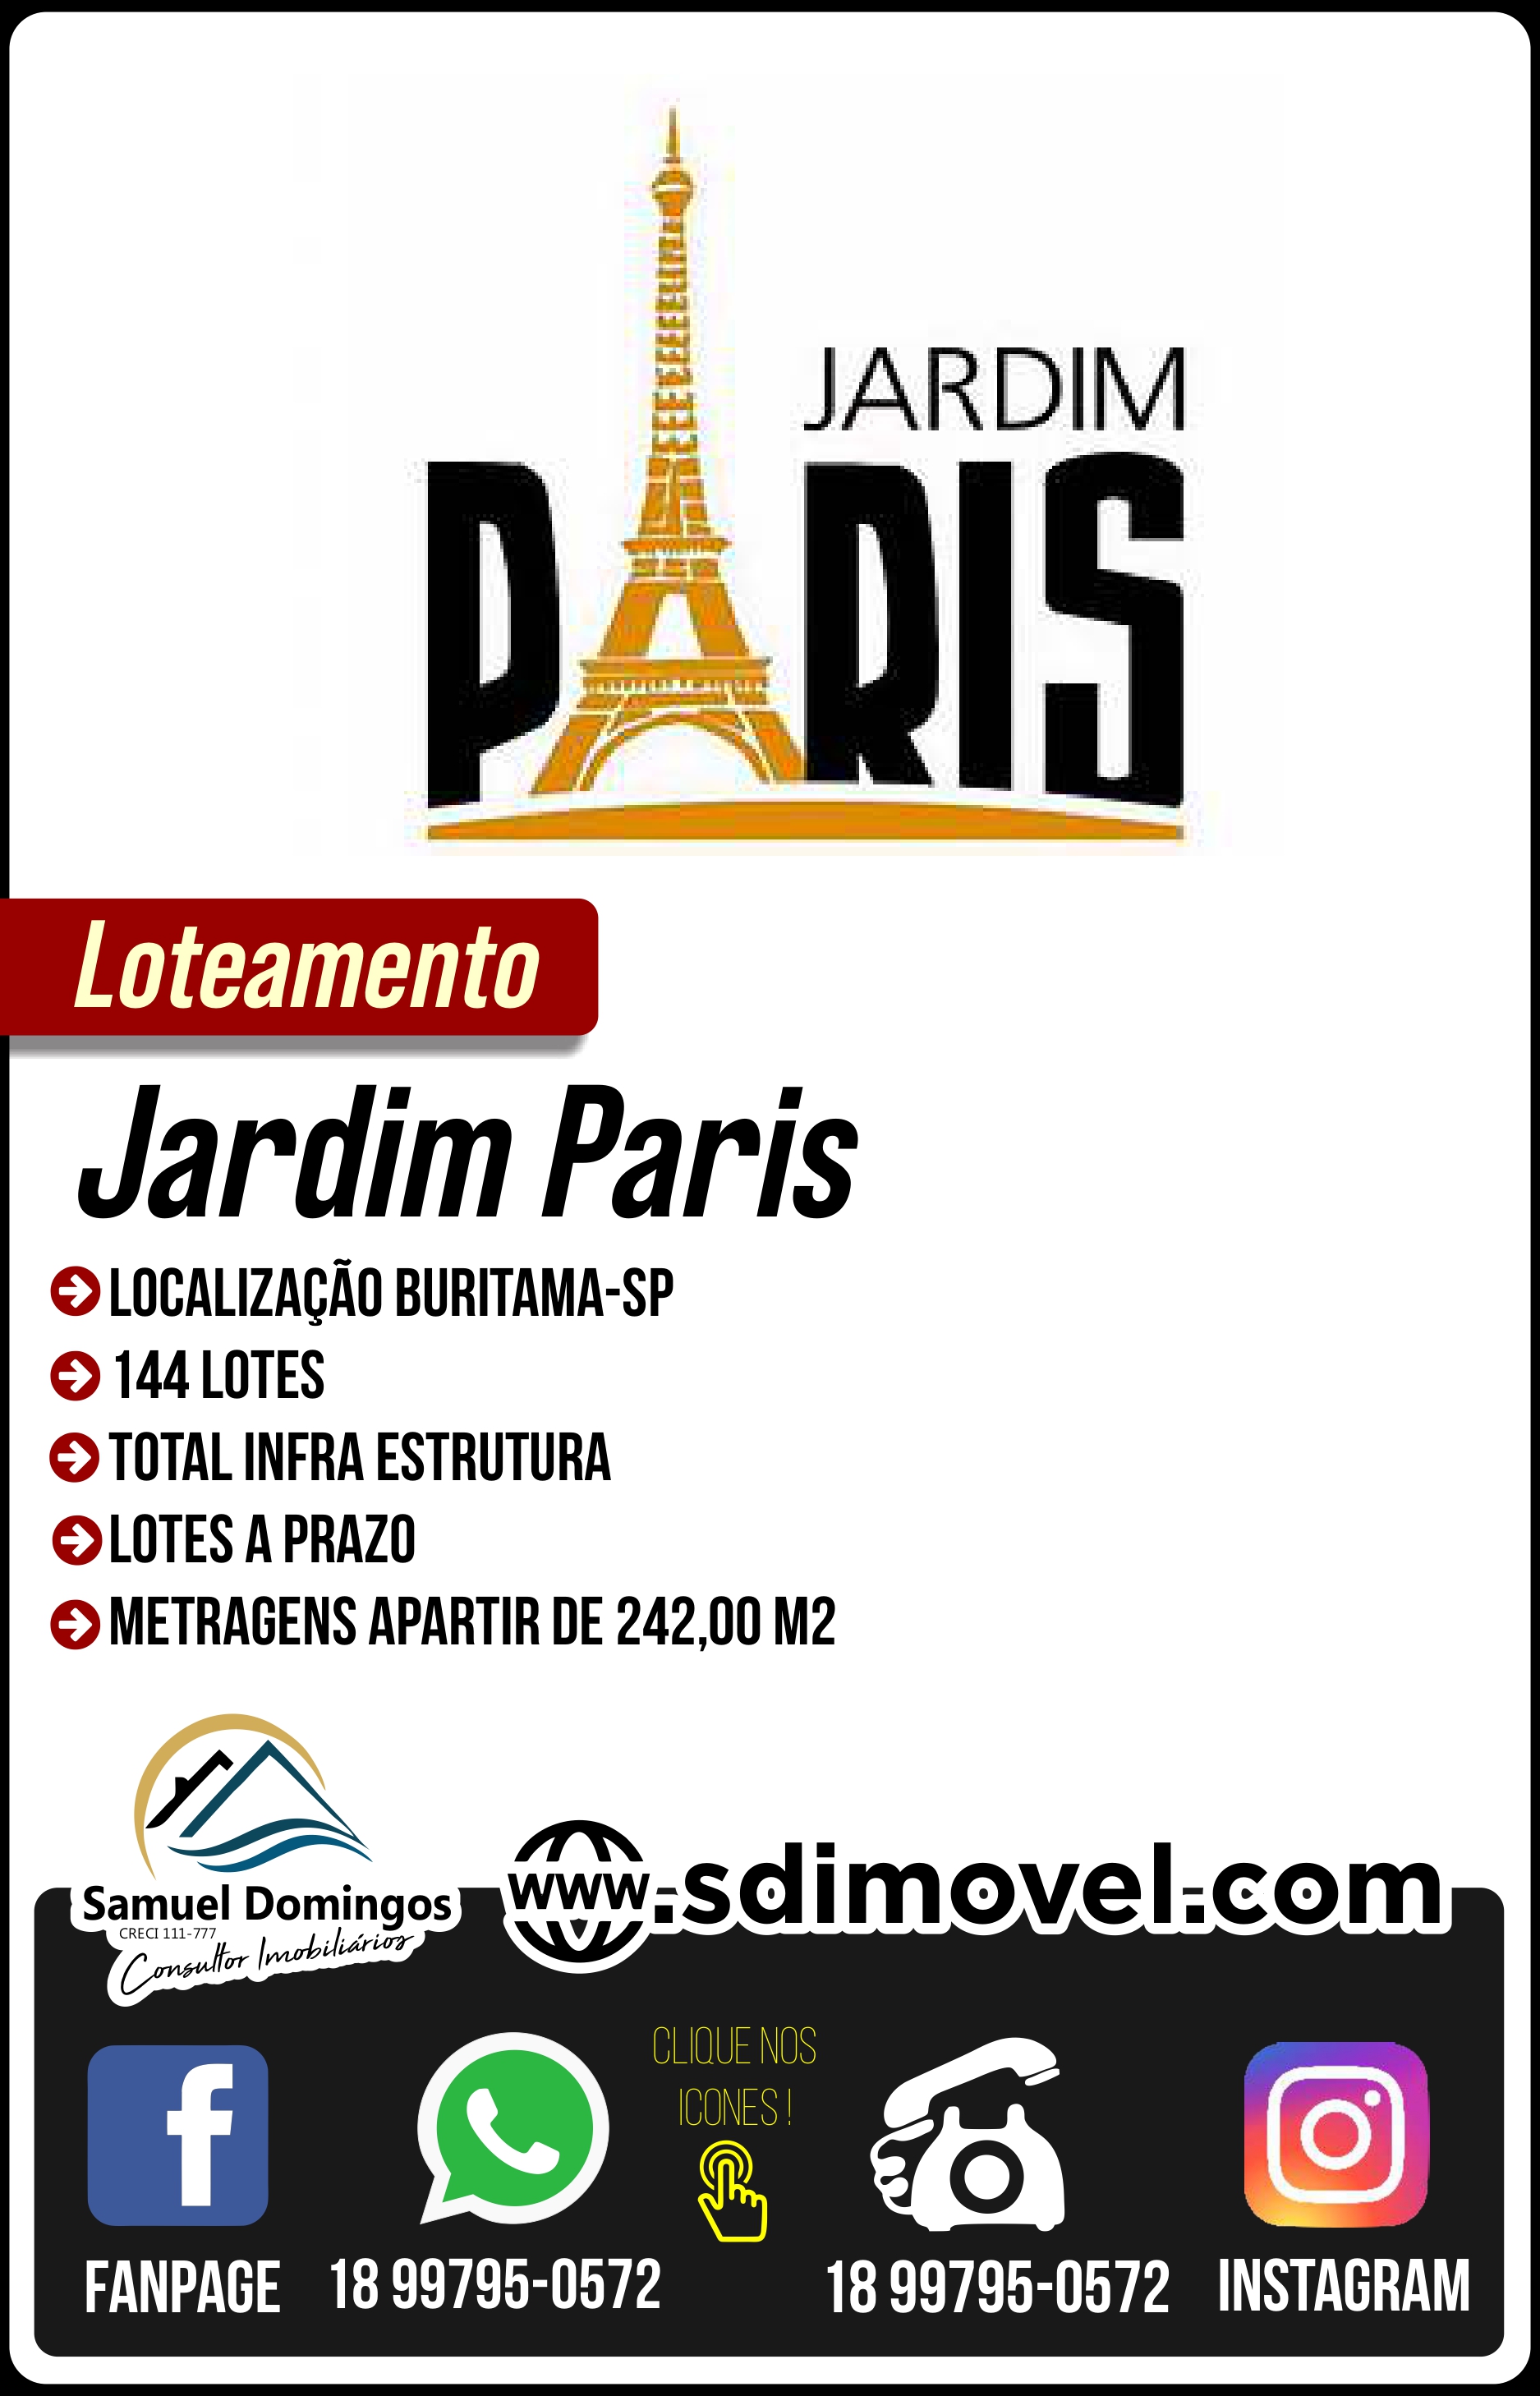 JARDIM
PARIS
Loteamento
Jardim Paris
LOCALIZAÇÃO BURITAMA-SP
144 LOTES
TOTAL INFRA ESTRUTURA
LOTES A PRAZO
METRAGENS APARTIR DE 242,00 M2
Samuel Domingos
CRECI 111-777
Consultor Imobiliários
www.sdimovel.com
CLIQUE NOS
ICONES !
FANPAGE
18 99795-0572
18 99795-0572
INSTAGRAM